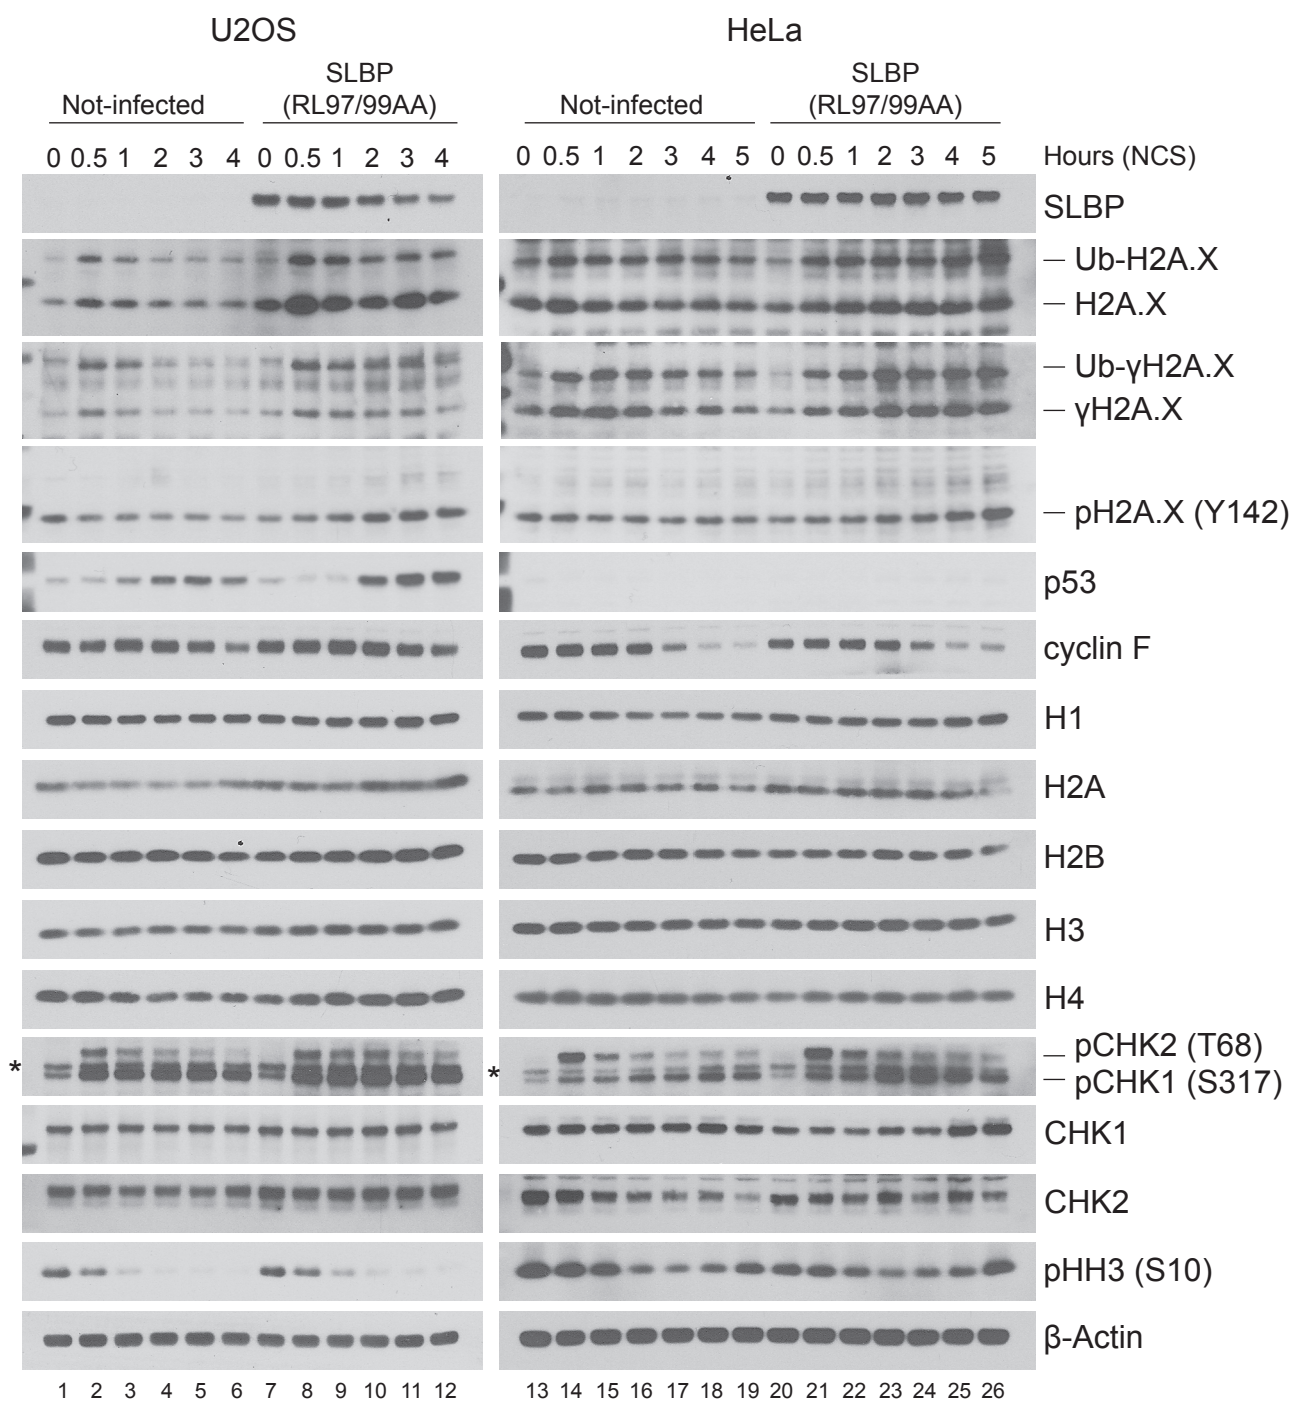 U2OS HeLa
SLBP SLBP
Not-infected (RL97/99AA) Not-infected (RL97/99AA)
0 0.5 1 2 3 4 0 0.5 1 2 3 4 0 0.5 1 2 3 4 5 0 0.5 1 2 3 4 5 Hours (NCS)
SLBP
Ub-H2A.X
H2A.X
Ub-γH2A.X
γH2A.X
pH2A.X (Y142)
p53
cyclin F
H1
H2A
H2B
H3
H4
* * pCHK2 (T68)
pCHK1 (S317)
CHK1
CHK2
pHH3 (S10)
β-Actin
1 2 3 4 5 6 7 8 9 10 11 12 13 14 15 16 17 18 19 20 21 22 23 24 25 26